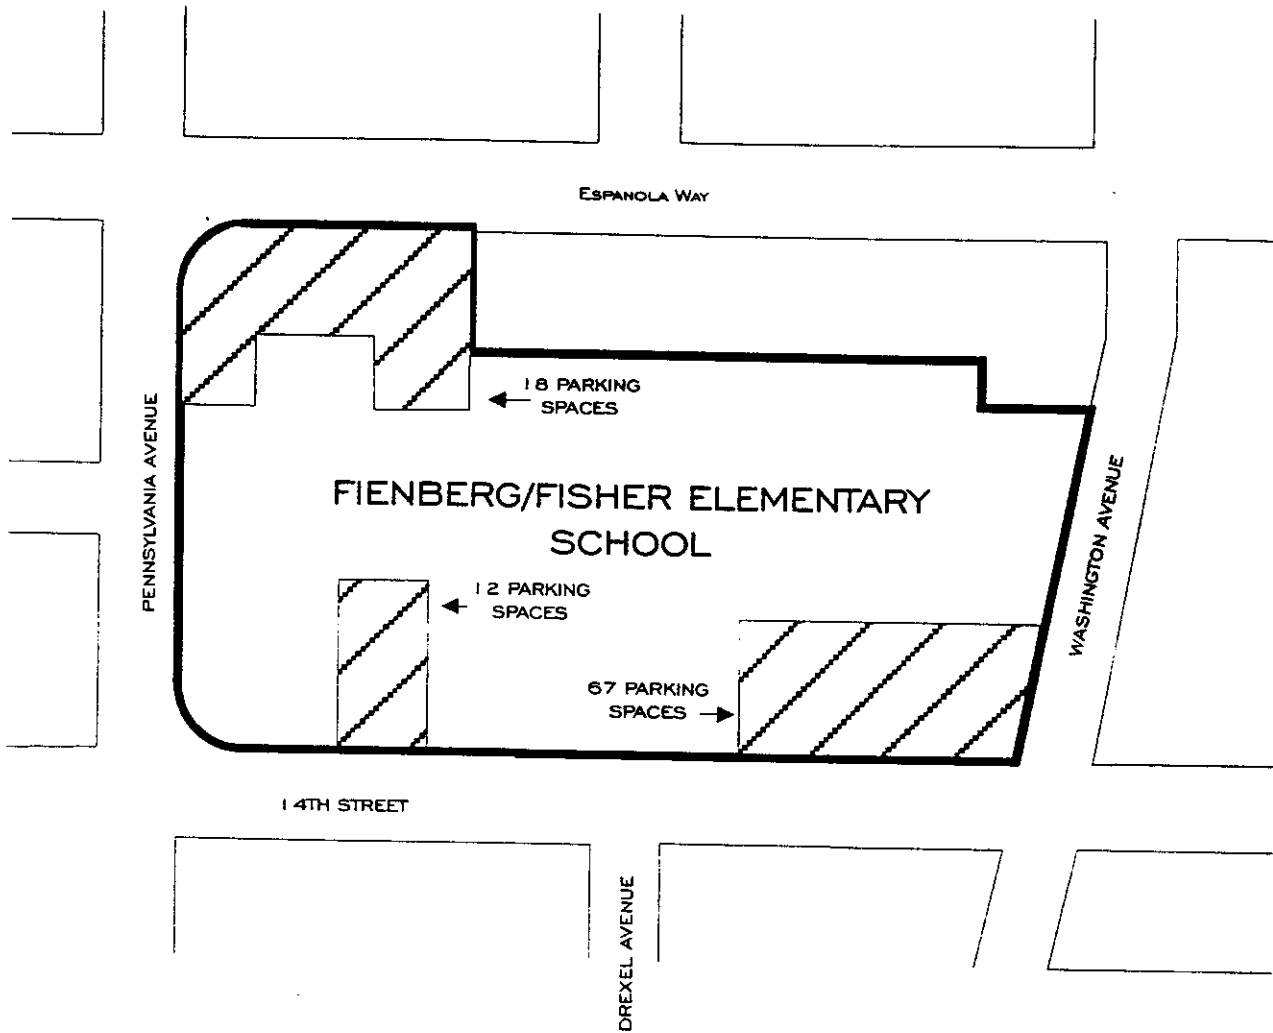 ESPANOLA WAY
18 PARKING
SPACES
PENNSYLVANIA AVENUE
FIENBERG/FISHER ELEMENTARY
SCHOOL
WASHINGTON AVENUE
12 PARKING
SPACES
67 PARKING
SPACES
14TH STREET
DREXEL AVENUE